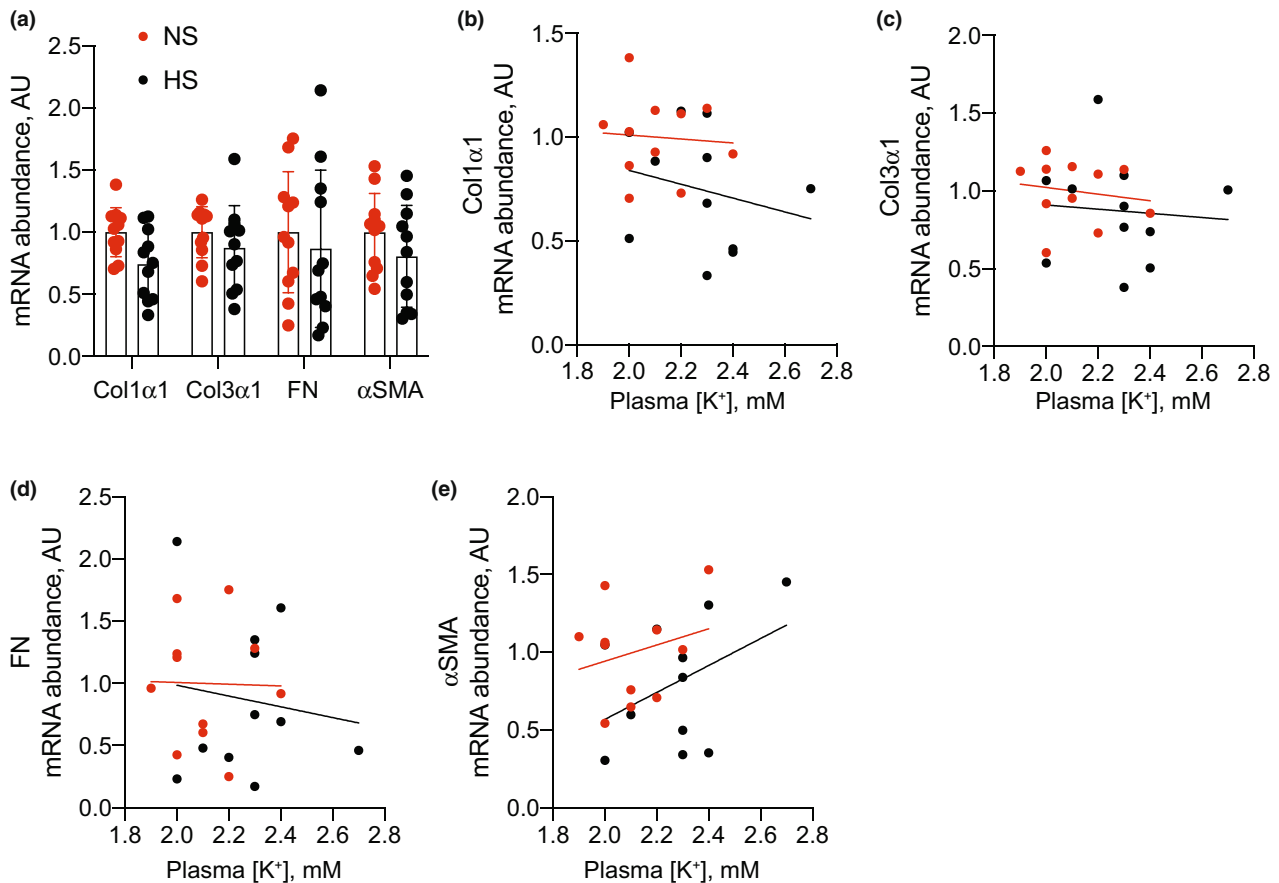 (a)
NS
HS
mRNA abundance, AU
2.5
2.0
1.5
1.0
0.5
0.0
Col1α1 Col3α1 FN αSMA
(b)
Col1α1
mRNA abundance, AU
1.5
1.0
0.5
0.0
1.8 2.0 2.2 2.4 2.6 2.8
Plasma [K⁺], mM
(c)
Col3α1
mRNA abundance, AU
2.0
1.5
1.0
0.5
0.0
1.8 2.0 2.2 2.4 2.6 2.8
Plasma [K⁺], mM
(d)
FN
mRNA abundance, AU
2.5
2.0
1.5
1.0
0.5
0.0
1.8 2.0 2.2 2.4 2.6 2.8
Plasma [K⁺], mM
(e)
αSMA
mRNA abundance, AU
2.0
1.5
1.0
0.5
0.0
1.8 2.0 2.2 2.4 2.6 2.8
Plasma [K⁺], mM